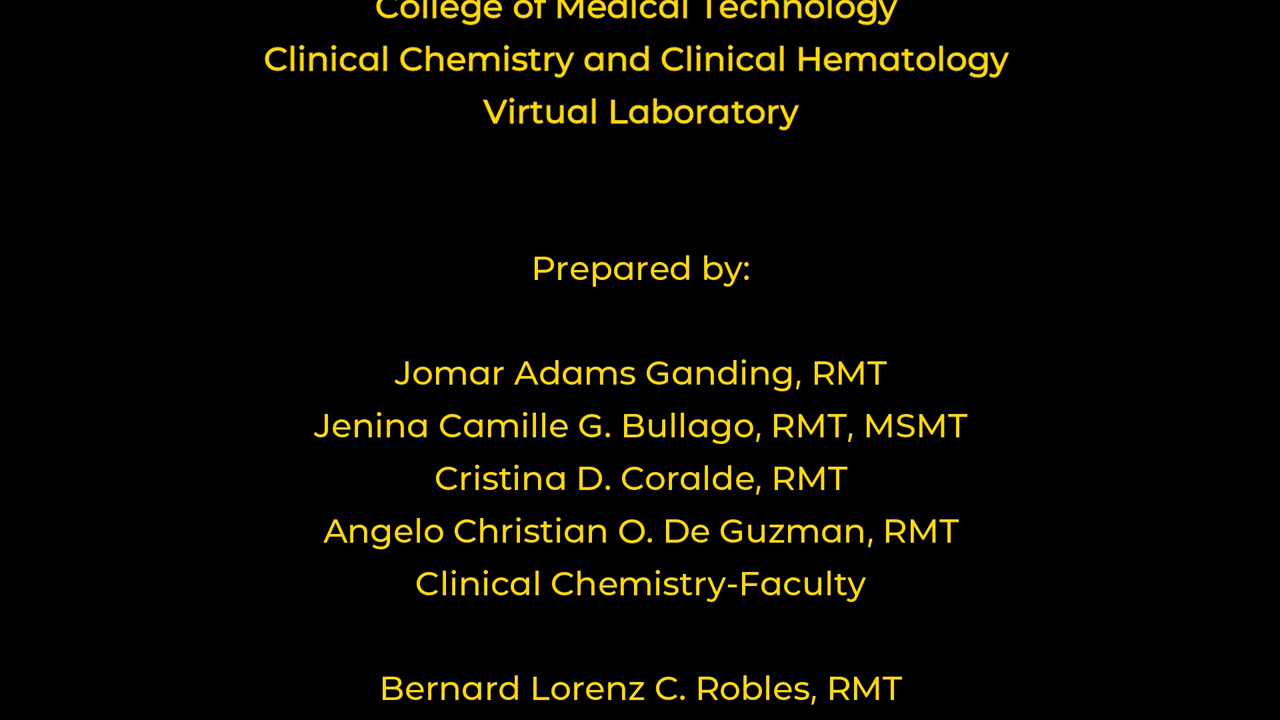 College of Medical Technology
Clinical Chemistry and Clinical Hematology
Virtual Laboratory
Prepared by:
Jomar Adams Ganding, RMT
Jenina Camille G. Bullago, RMT, MSMT
Cristina D. Coralde, RMT
Angelo Christian O. De Guzman, RMT
Clinical Chemistry-Faculty
Bernard Lorenz C. Robles, RMT